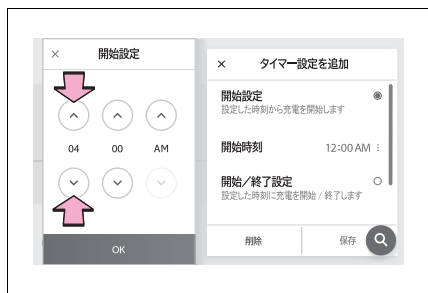 × 開始設定
04 00 AM
OK
× タイマー設定を追加
開始設定
設定した時刻から充電を開始します
開始時刻 12:00 AM
開始／終了設定
設定した時刻に充電を開始 / 終了します
削除 保存